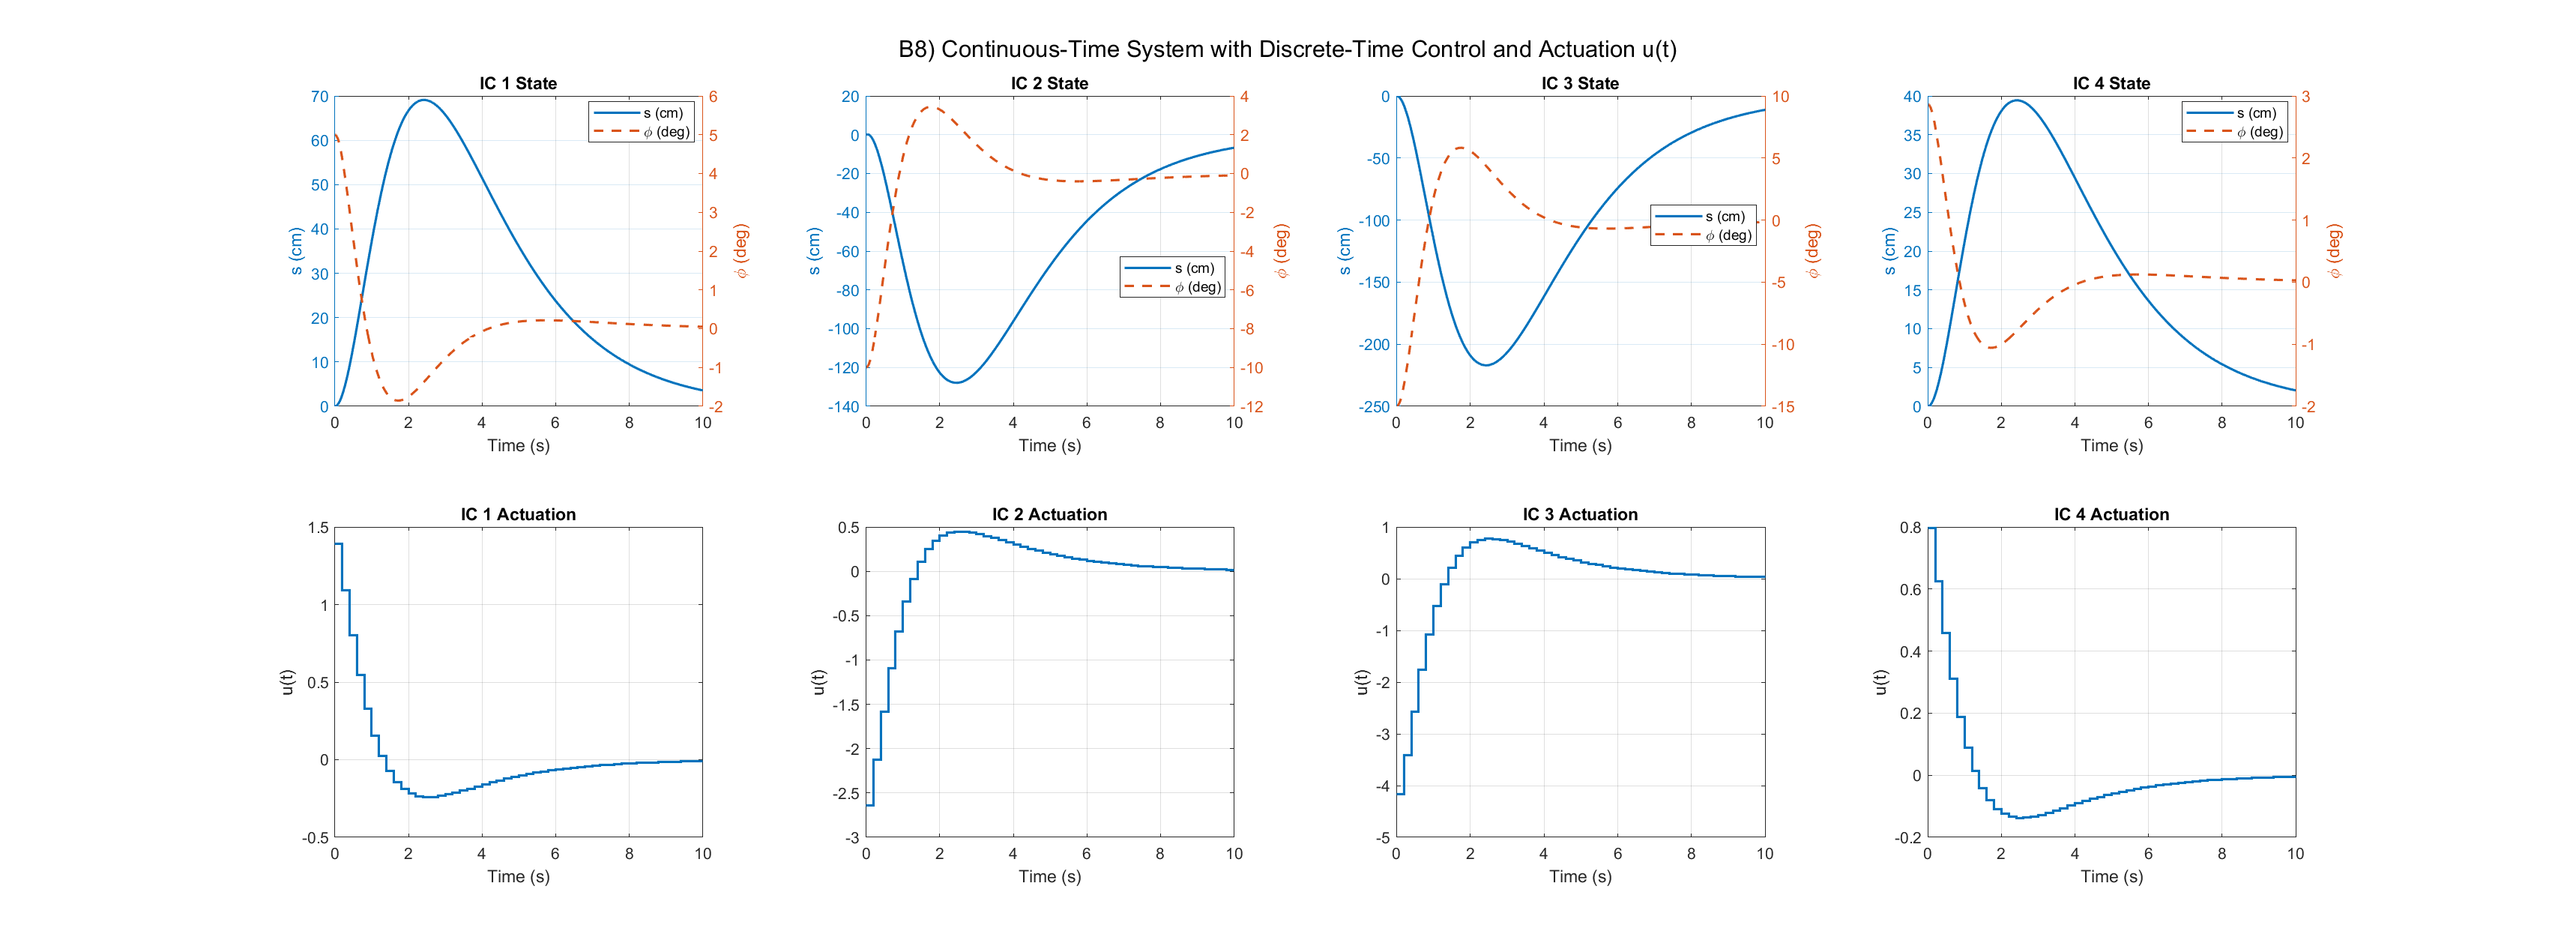 B8) Continuous-Time System with Discrete-Time Control and Actuation u(t)
IC 1 State
70
60
50
40
30
20
10
0
s (cm)
6
5
4
3
2
1
0
-1
-2
ϕ (deg)
s (cm)
ϕ (deg)
0 2 4 6 8 10
Time (s)
IC 2 State
20
0
-20
-40
-60
-80
-100
-120
-140
s (cm)
4
2
0
-2
-4
-6
-8
-10
-12
ϕ (deg)
s (cm)
ϕ (deg)
0 2 4 6 8 10
Time (s)
IC 3 State
0
-50
-100
-150
-200
-250
s (cm)
10
5
0
-5
-10
-15
ϕ (deg)
s (cm)
ϕ (deg)
0 2 4 6 8 10
Time (s)
IC 4 State
40
35
30
25
20
15
10
5
0
s (cm)
3
2
1
0
-1
-2
ϕ (deg)
s (cm)
ϕ (deg)
0 2 4 6 8 10
Time (s)
IC 1 Actuation
1.5
1
0.5
0
-0.5
u(t)
0 2 4 6 8 10
Time (s)
IC 2 Actuation
0.5
0
-0.5
-1
-1.5
-2
-2.5
-3
u(t)
0 2 4 6 8 10
Time (s)
IC 3 Actuation
1
0
-1
-2
-3
-4
-5
u(t)
0 2 4 6 8 10
Time (s)
IC 4 Actuation
0.8
0.6
0.4
0.2
0
-0.2
u(t)
0 2 4 6 8 10
Time (s)